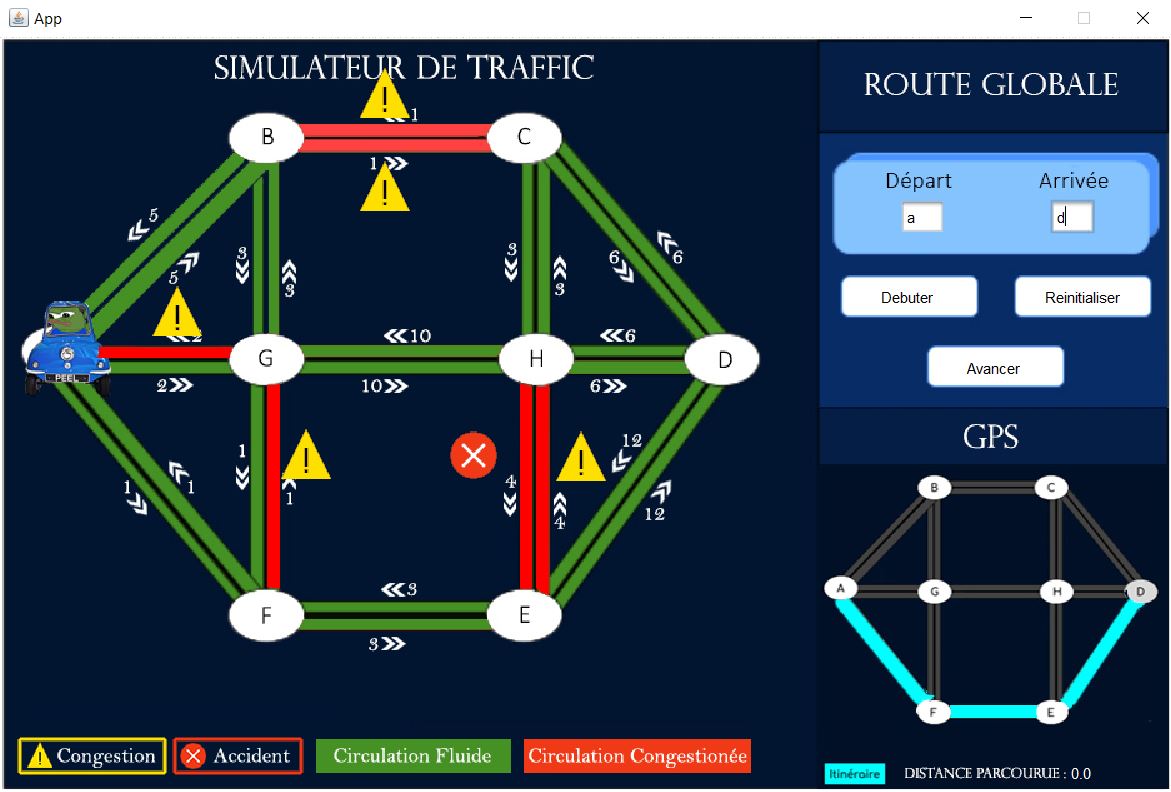 App
SIMULATEUR DE TRAFFIC
B
C
1
1
5
5
3
3
3
3
6
6
2
G
H
D
10
6
2
10
6
PEEL
1
1
1
1
4
4
12
12
3
F
E
3
Congestion
Accident
Circulation Fluide
Circulation Congestionée
ROUTE GLOBALE
Départ
Arrivée
a
d
Debuter
Reinitialiser
Avancer
GPS
B
C
A
G
H
D
F
E
Itinéraire
DISTANCE PARCOURUE : 0.0